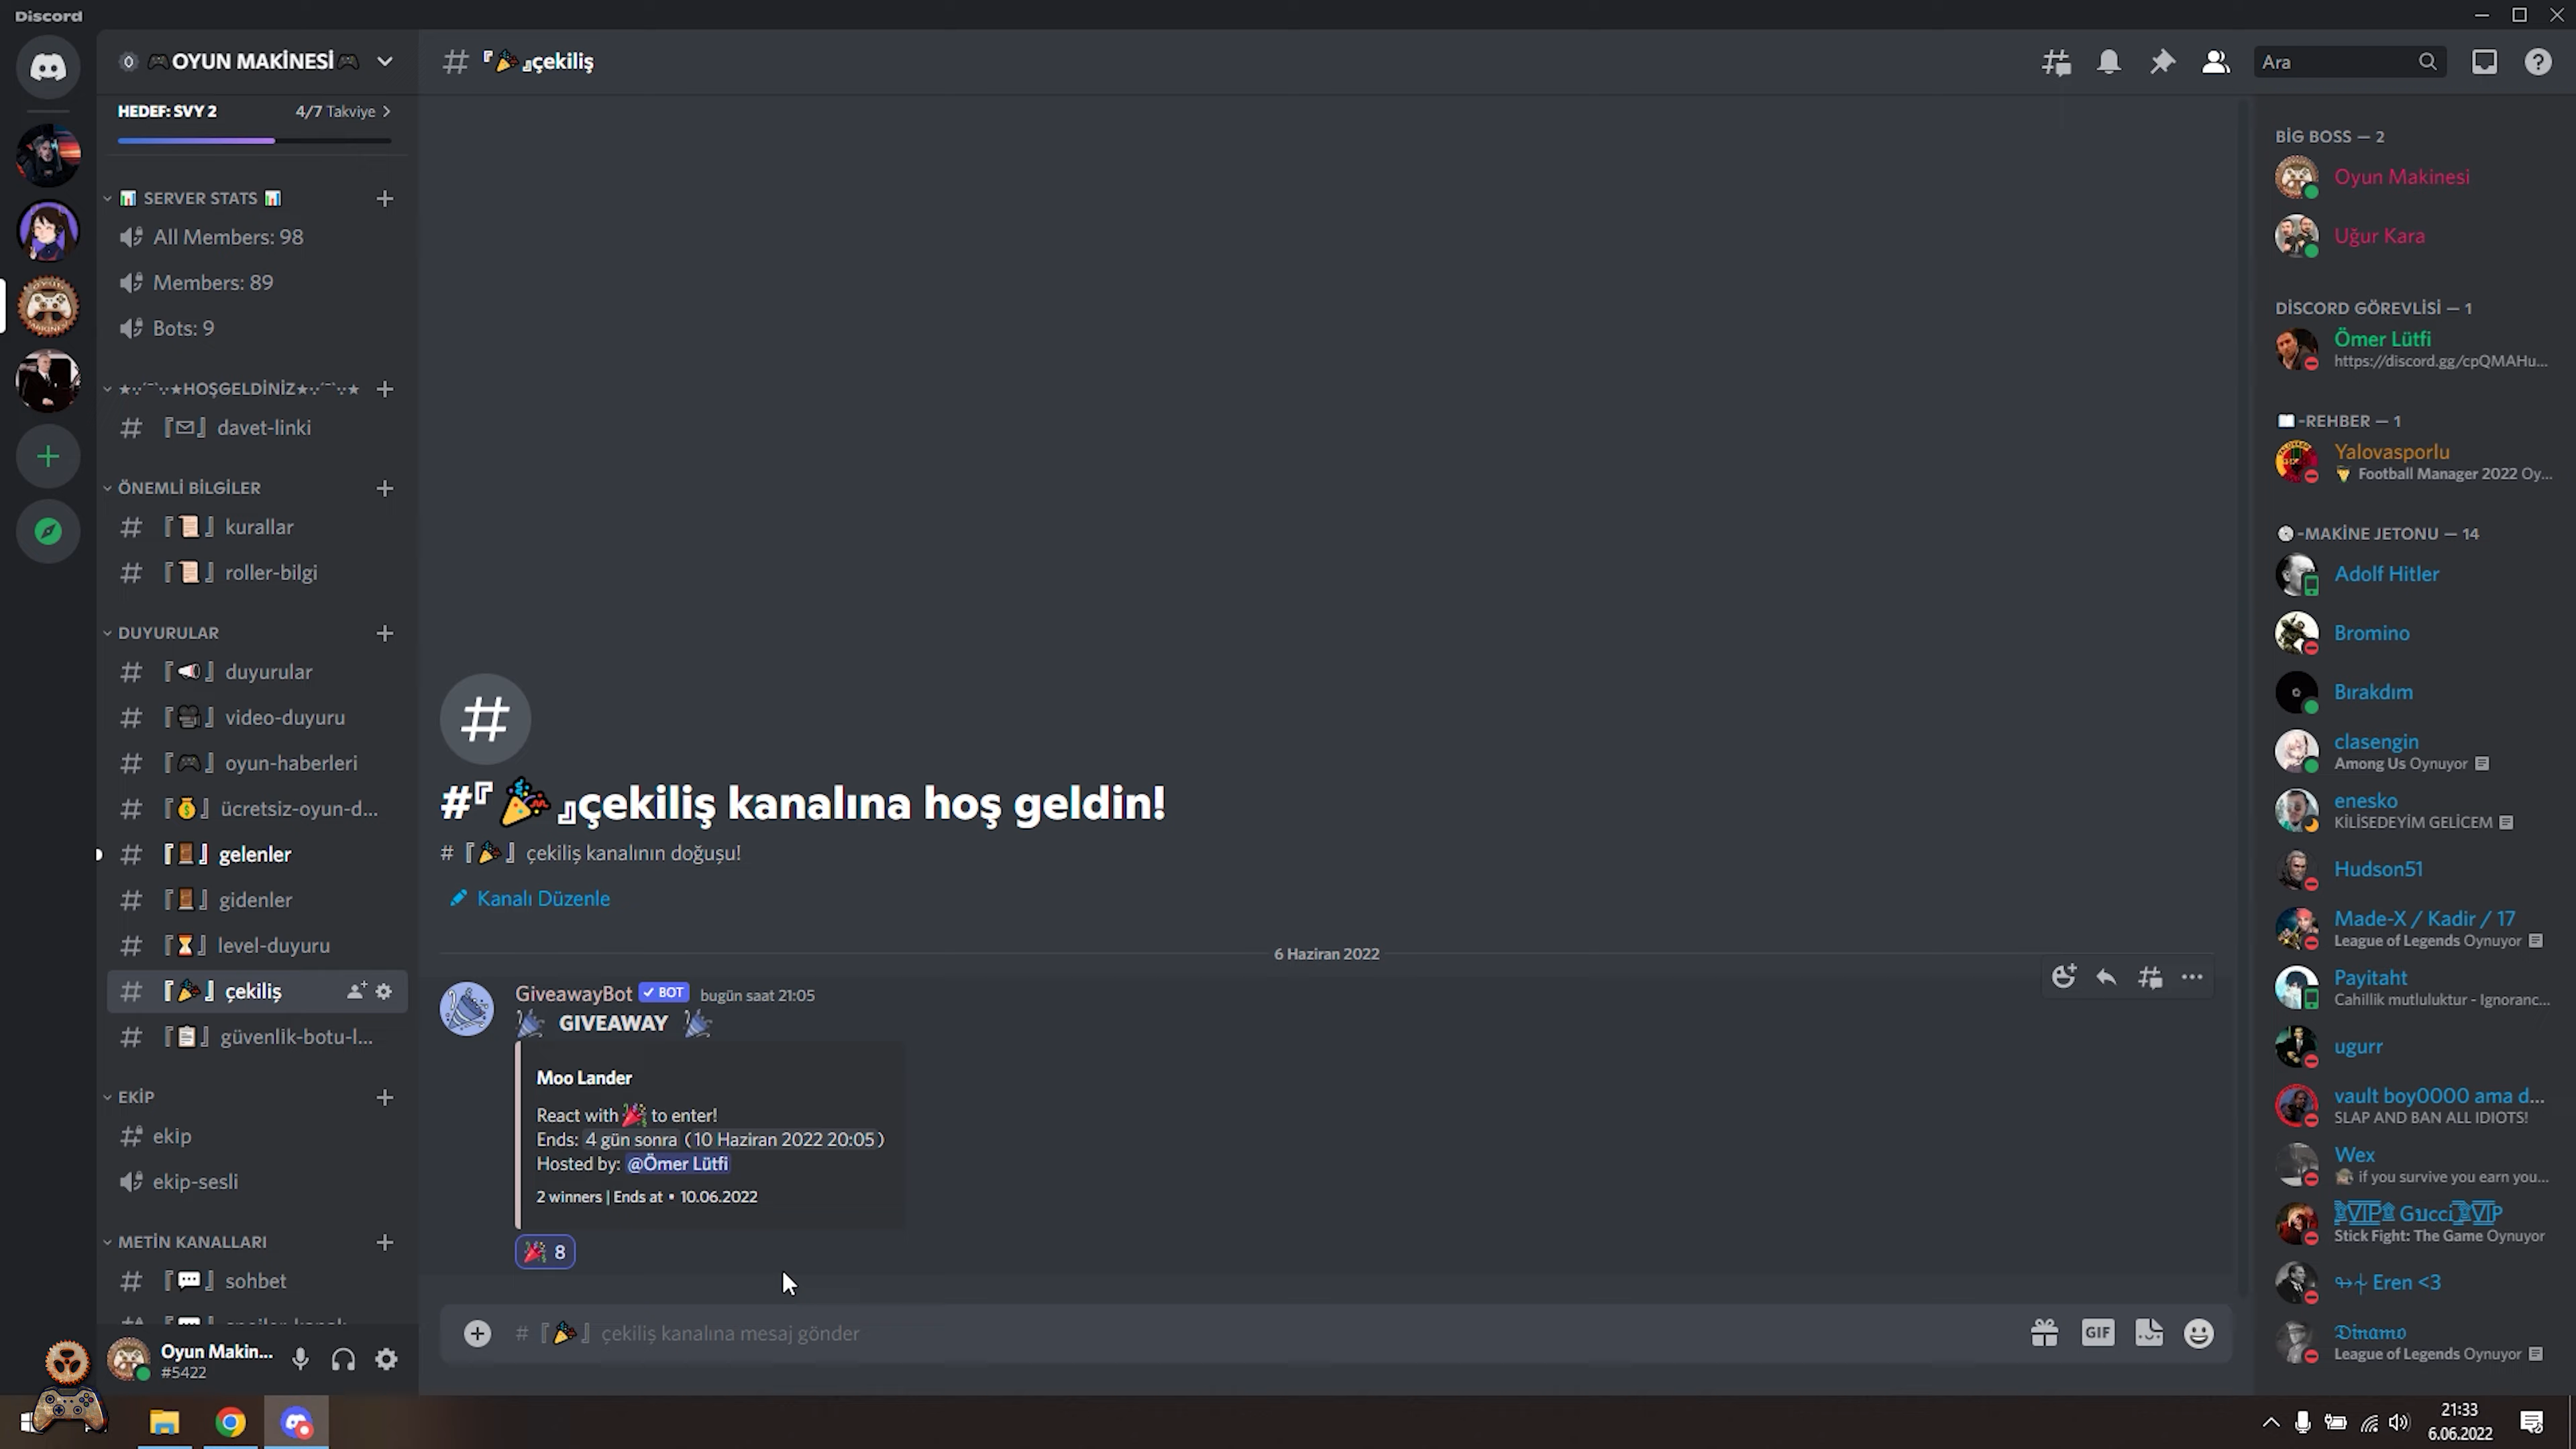 Discord
OYUN MAKİNESİ
HEDEF: SVY 2
4/7 Takviye
SERVER STATS
All Members: 98
Members: 89
Bots: 9
HOŞGELDİNİZ
davet-linki
ÖNEMLİ BİLGİLER
kurallar
roller-bilgi
DUYURULAR
duyurular
video-duyuru
oyun-haberleri
ücretsiz-oyun-d...
gelenler
gidenler
level-duyuru
çekiliş
güvenlik-botu-l...
EKİP
ekip
ekip-sesli
METİN KANALLARI
sohbet
Oyun Makin...
#5422
# 『🎉』çekiliş
Ara
#『🎉』çekiliş kanalına hoş geldin!
# 『🎉』 çekiliş kanalının doğuşu!
Kanalı Düzenle
6 Haziran 2022
GiveawayBot ✓ BOT bugün saat 21:05
GIVEAWAY
Moo Lander
React with 🎉 to enter!
Ends: 4 gün sonra (10 Haziran 2022 20:05)
Hosted by: @Ömer Lütfi
2 winners | Ends at • 10.06.2022
🎉 8
# 『🎉』 çekiliş kanalına mesaj gönder
GIF
BİG BOSS — 2
Oyun Makinesi
Uğur Kara
DİSCORD GÖREVLİSİ — 1
Ömer Lütfi
https://discord.gg/cpQMAHu...
-REHBER — 1
Yalovasporlu
Football Manager 2022 Oy...
-MAKİNE JETONU — 14
Adolf Hitler
Bromino
Bırakdım
clasengin
Among Us Oynuyor
enesko
KİLİSEDEYİM GELİCEM
Hudson51
Made-X / Kadir / 17
League of Legends Oynuyor
Payitaht
Cahillik mutluluktur - Ignoranc...
ugurr
vault boy0000 ama d...
SLAP AND BAN ALL IDIOTS!
Wex
if you survive you earn you...
VIP Gucci VIP
Stick Fight: The Game Oynuyor
Eren <3
𝕯𝖎𝖓𝖆𝖒𝖔
League of Legends Oynuyor
21:33
6.06.2022